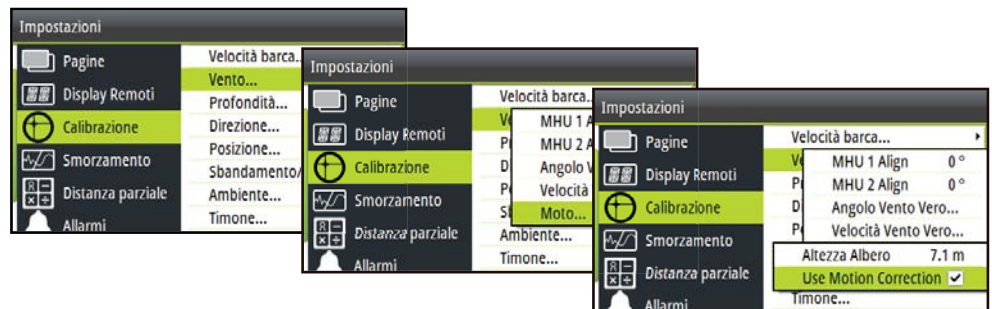 Impostazioni
Pagine
Display Remoti
Calibrazione
Smorzamento
Distanza parziale
Allarmi
Velocità barca...
Vento...
Profondità...
Direzione...
Posizione...
Sbandamento/
Ambiente...
Timone...
Impostazioni
Pagine
Display Remoti
Calibrazione
Smorzamento
Distanza parziale
Allarmi
Velocità barca...
MHU 1 A
MHU 2 A
Angolo V
Velocità
Moto...
Ambiente...
Timone...
Impostazioni
Pagine
Display Remoti
Calibrazione
Smorzamento
Distanza parziale
Allarmi
Velocità barca...
MHU 1 Align 0 °
MHU 2 Align 0 °
Angolo Vento Vero...
Velocità Vento Vero...
Altezza Albero 7.1 m
Use Motion Correction
Timone...